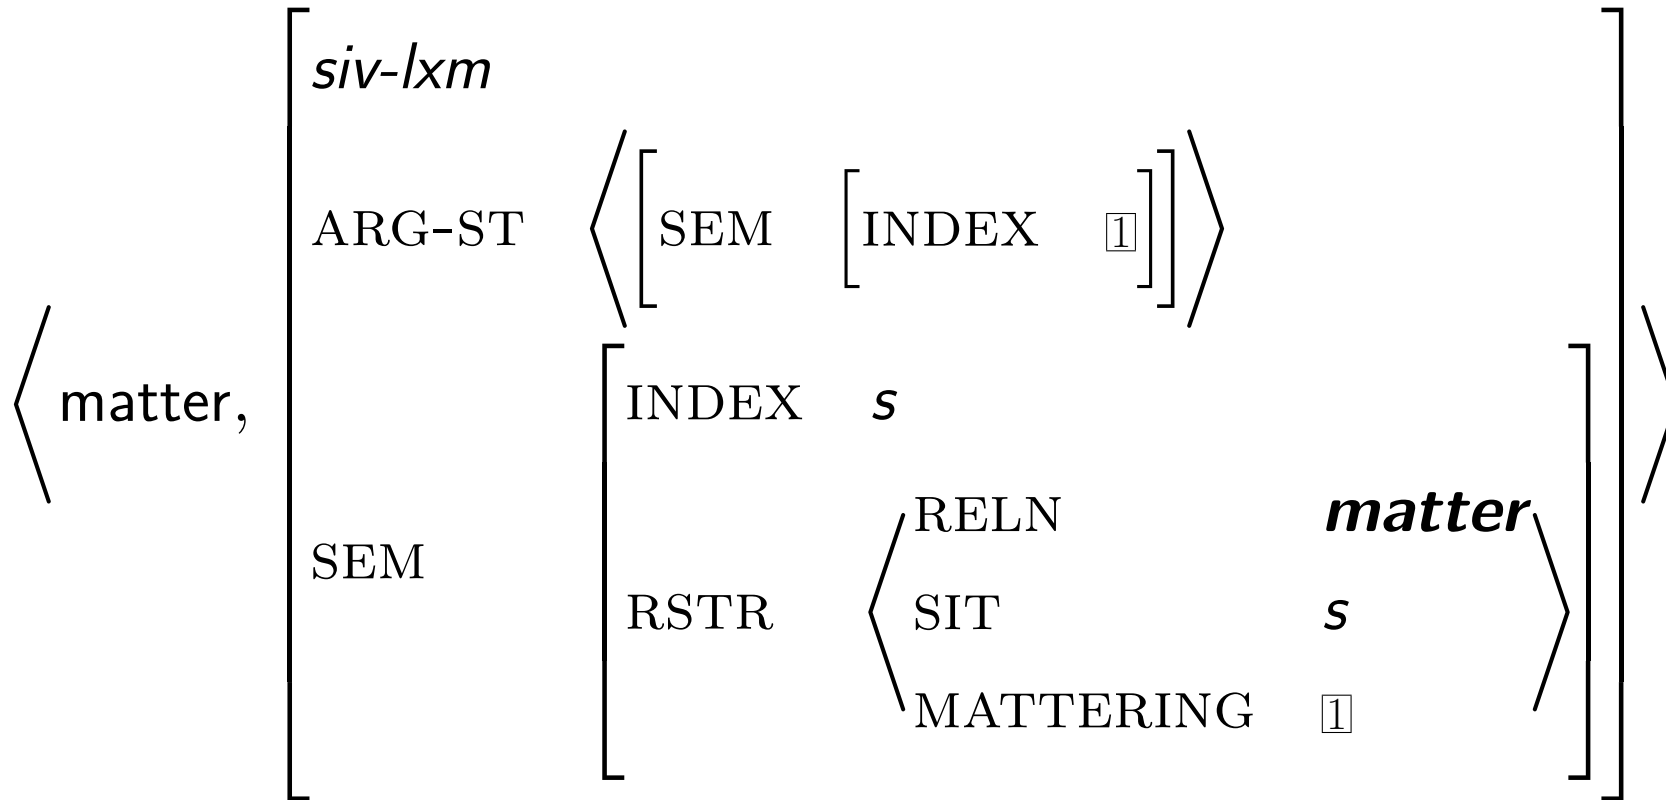 siv-lxm
ARG-ST ⟨[SEM [INDEX 1]]⟩
⟨matter,
INDEX s
SEM
RELN matter
RSTR ⟨SIT s⟩
MATTERING 1